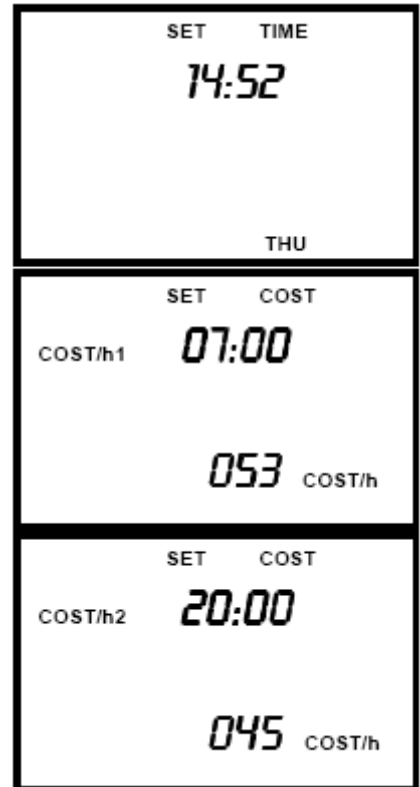 SET TIME
14:52
THU
SET COST
COST/h1 07:00
053 COST/h
SET COST
COST/h2 20:00
045 COST/h